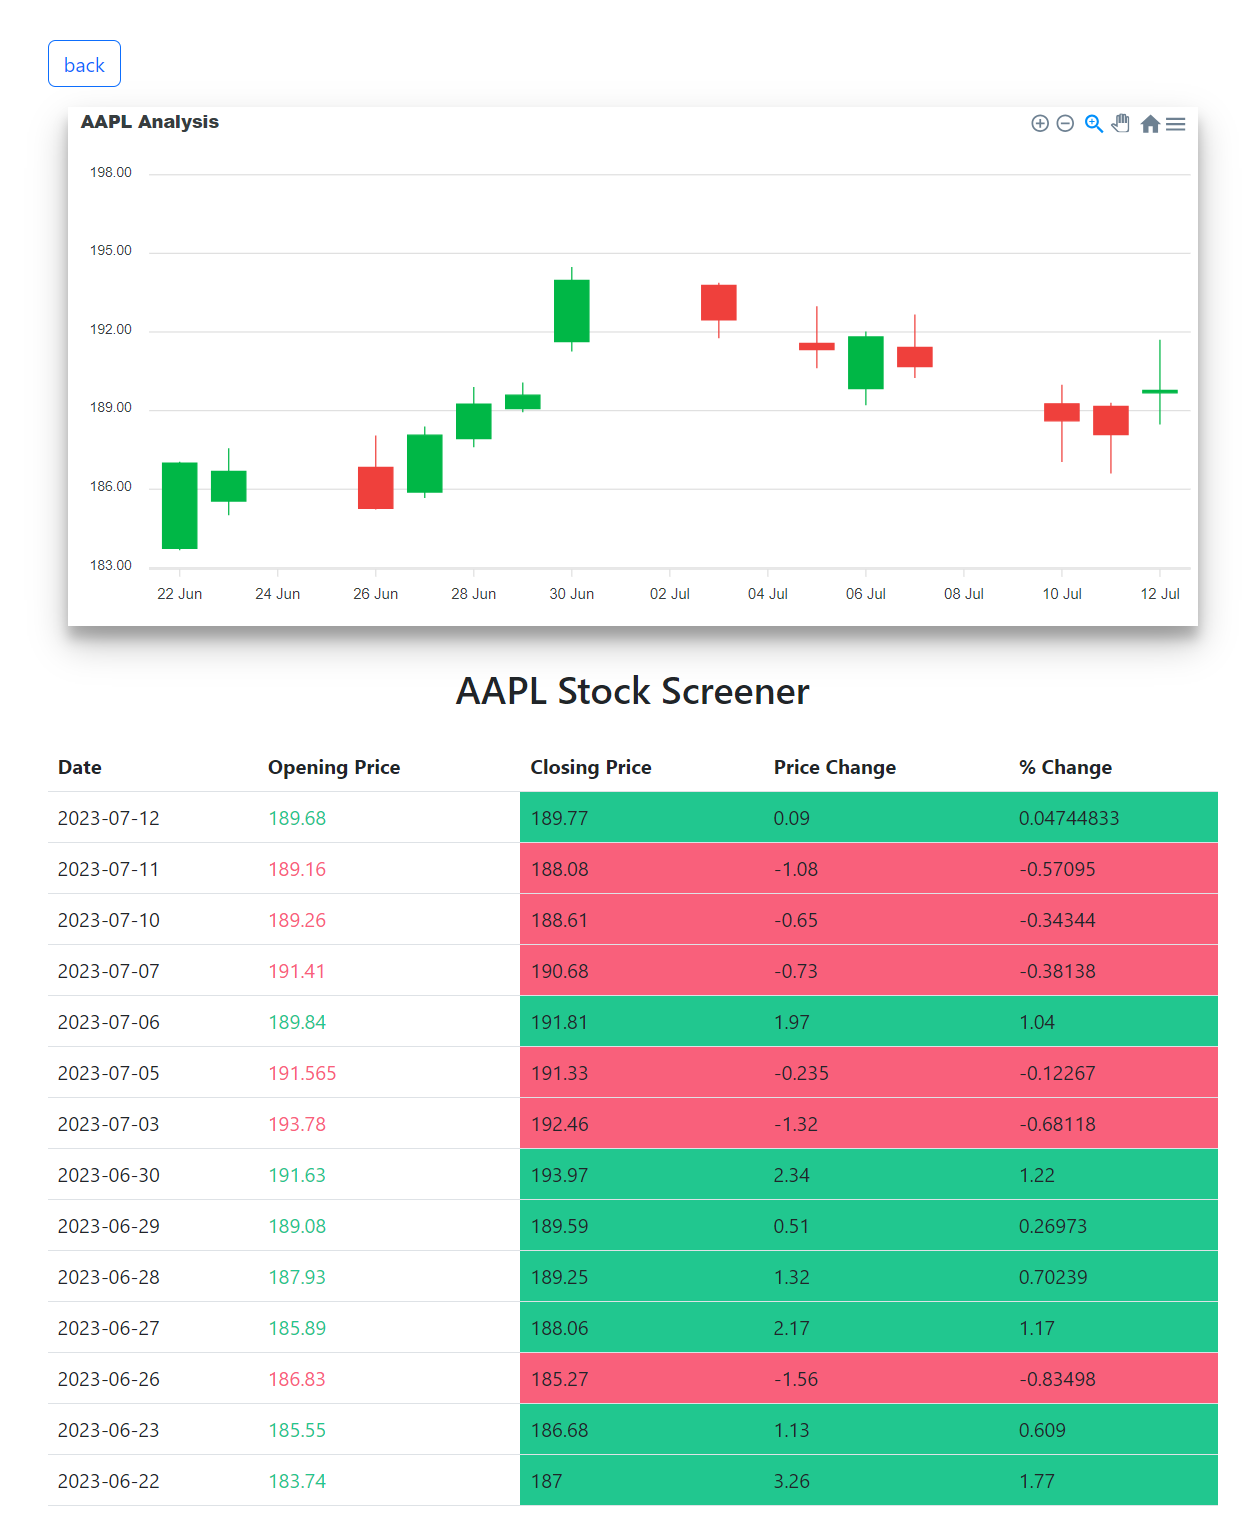 back
AAPL Analysis
198.00
195.00
192.00
189.00
186.00
183.00
22 Jun 24 Jun 26 Jun 28 Jun 30 Jun 02 Jul 04 Jul 06 Jul 08 Jul 10 Jul 12 Jul
AAPL Stock Screener
Date Opening Price Closing Price Price Change % Change
2023-07-12 189.68 189.77 0.09 0.04744833
2023-07-11 189.16 188.08 -1.08 -0.57095
2023-07-10 189.26 188.61 -0.65 -0.34344
2023-07-07 191.41 190.68 -0.73 -0.38138
2023-07-06 189.84 191.81 1.97 1.04
2023-07-05 191.565 191.33 -0.235 -0.12267
2023-07-03 193.78 192.46 -1.32 -0.68118
2023-06-30 191.63 193.97 2.34 1.22
2023-06-29 189.08 189.59 0.51 0.26973
2023-06-28 187.93 189.25 1.32 0.70239
2023-06-27 185.89 188.06 2.17 1.17
2023-06-26 186.83 185.27 -1.56 -0.83498
2023-06-23 185.55 186.68 1.13 0.609
2023-06-22 183.74 187 3.26 1.77